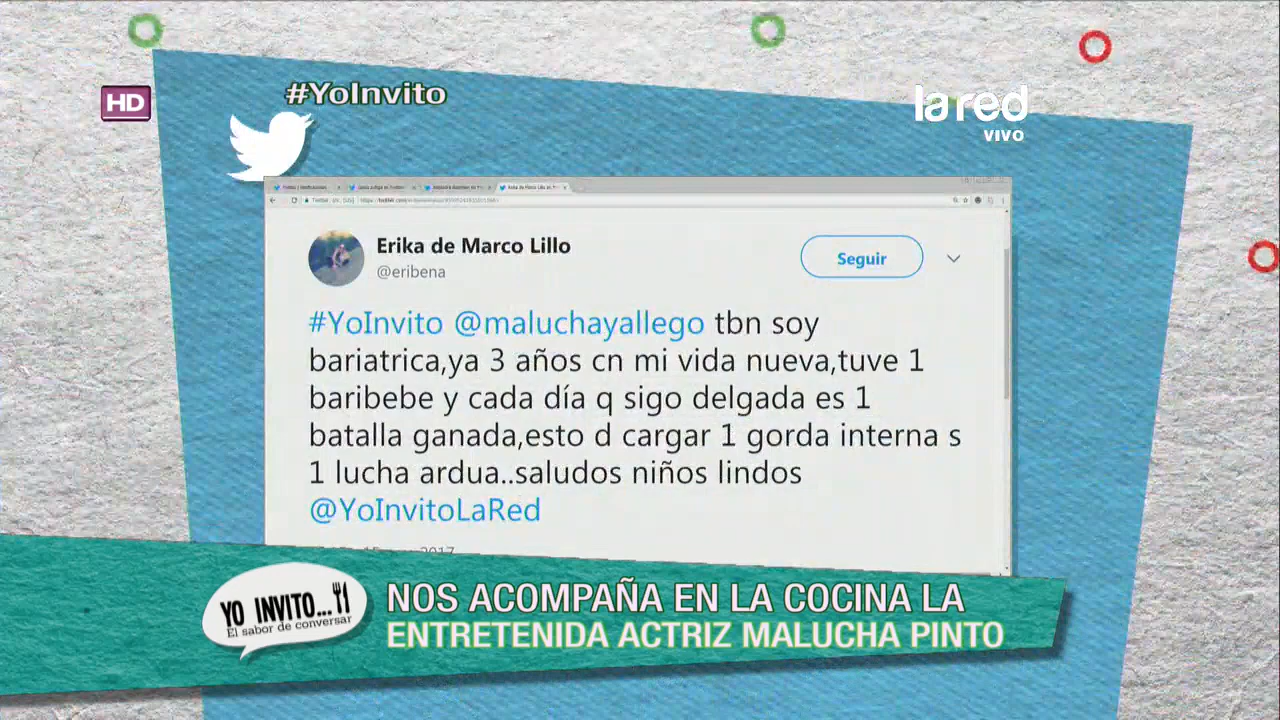 #YoInvito
HD
la red
VIVO
Erika de Marco Lillo
@eribena
Seguir
#YoInvito @maluchayallego tbn soy
bariatrica,ya 3 años cn mi vida nueva,tuve 1
baribebe y cada día q sigo delgada es 1
batalla ganada,esto d cargar 1 gorda interna s
1 lucha ardua..saludos niños lindos
@YoInvitoLaRed
2017
YO INVITO...
El sabor de conversar
NOS ACOMPAÑA EN LA COCINA LA
ENTRETENIDA ACTRIZ MALUCHA PINTO